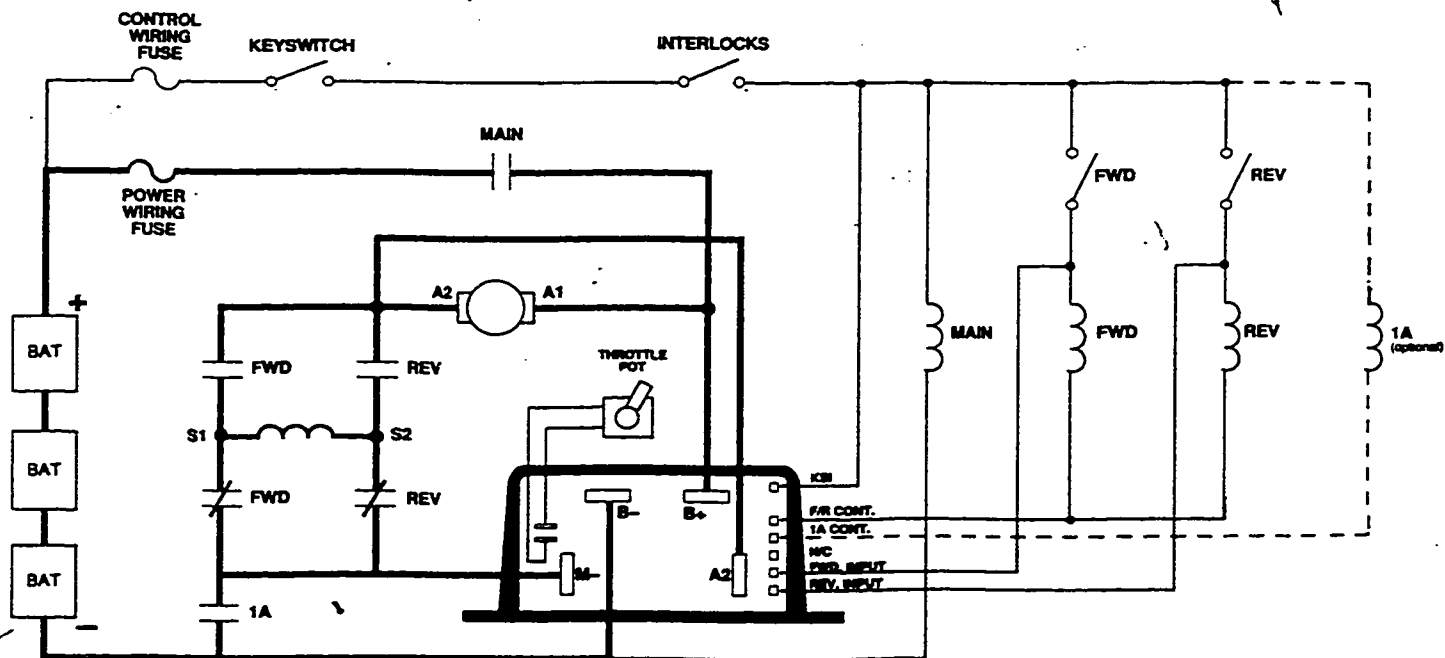 CONTROL
WIRING
FUSE
KEYSWITCH
INTERLOCKS
MAIN
POWER
WIRING
FUSE
FWD
REV
A2
A1
+
BAT
FWD
REV
THROTTLE
POT
MAIN
FWD
REV
1A
(optional)
S1
S2
BAT
FWD
REV
B-
B+
KSI
F/R CONT.
1A CONT.
N/C
FWD. INPUT
REV. INPUT
BAT
M-
A2
1A
-